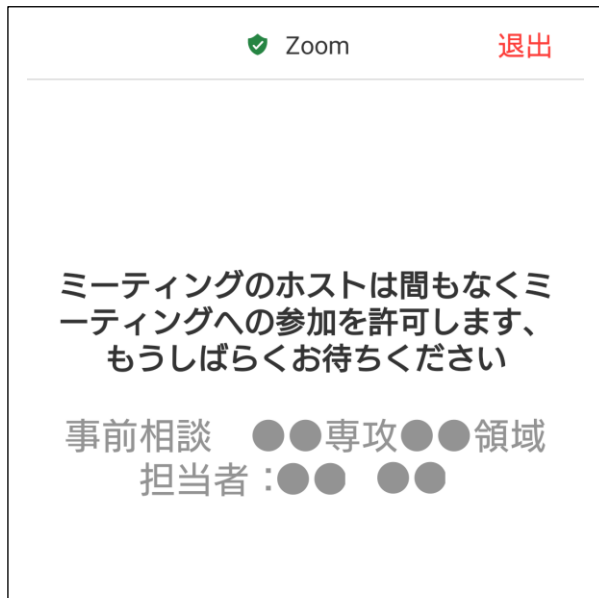 Zoom 退出
ミーティングのホストは間もなくミ
ーティングへの参加を許可します、
もうしばらくお待ちください
事前相談　●●専攻●●領域
担当者：●●　●●